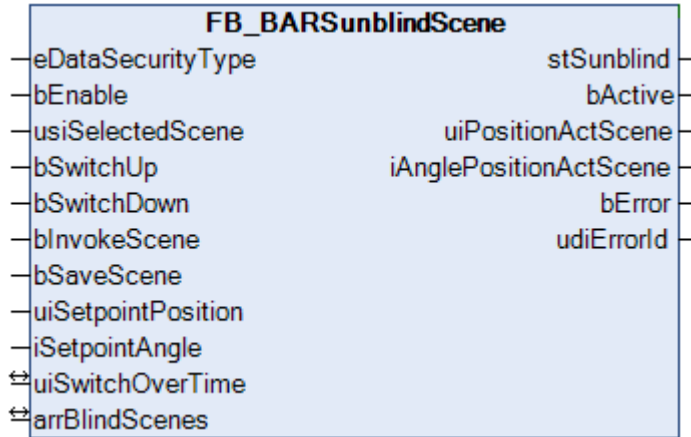 FB_BARSunblindScene
eDataSecurityType stSunblind
bEnable bActive
usiSelectedScene uiPositionActScene
bSwitchUp iAnglePositionActScene
bSwitchDown bError
bInvokeScene udiErrorId
bSaveScene
uiSetpointPosition
iSetpointAngle
uiSwitchOverTime
arrBlindScenes